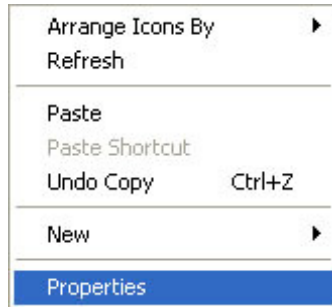 Arrange Icons By
Refresh
Paste
Paste Shortcut
Undo Copy Ctrl+Z
New
Properties